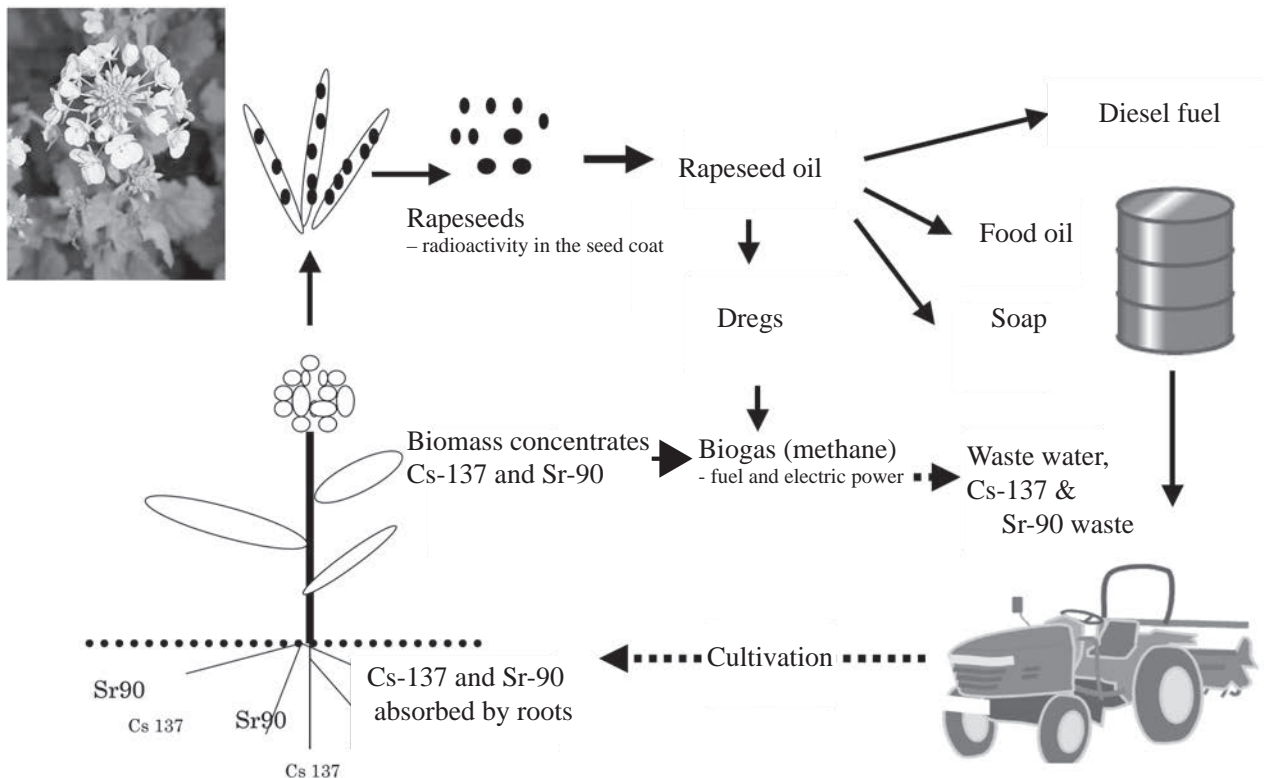 Diesel fuel
Rapeseed oil
Rapeseeds
– radioactivity in the seed coat
Food oil
Dregs
Soap
Biomass concentrates
Cs-137 and Sr-90
Biogas (methane)
- fuel and electric power
Waste water,
Cs-137 &
Sr-90 waste
Cultivation
Cs-137 and Sr-90
absorbed by roots
Sr90
Cs 137
Sr90
Cs 137